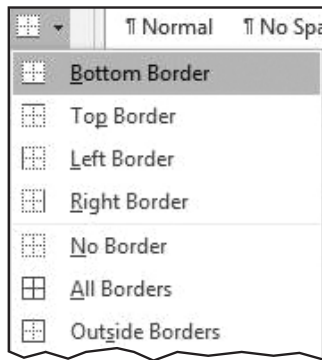 ¶ Normal ¶ No Spa
Bottom Border
Top Border
Left Border
Right Border
No Border
All Borders
Outside Borders